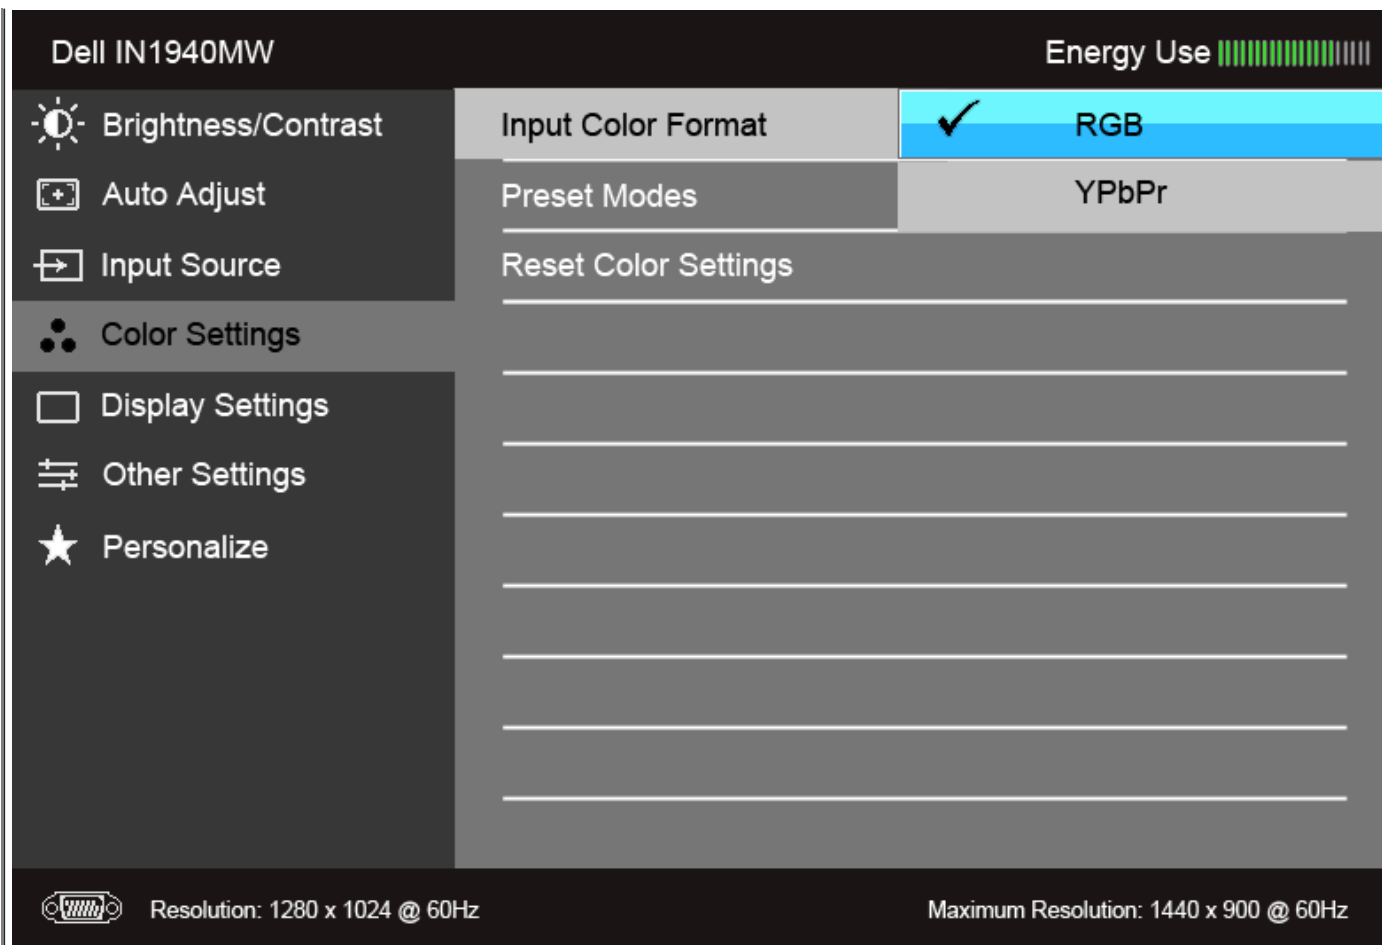 Dell IN1940MW Energy Use
Brightness/Contrast Input Color Format RGB
Auto Adjust Preset Modes YPbPr
Input Source Reset Color Settings
Color Settings
Display Settings
Other Settings
Personalize
Resolution: 1280 x 1024 @ 60Hz Maximum Resolution: 1440 x 900 @ 60Hz